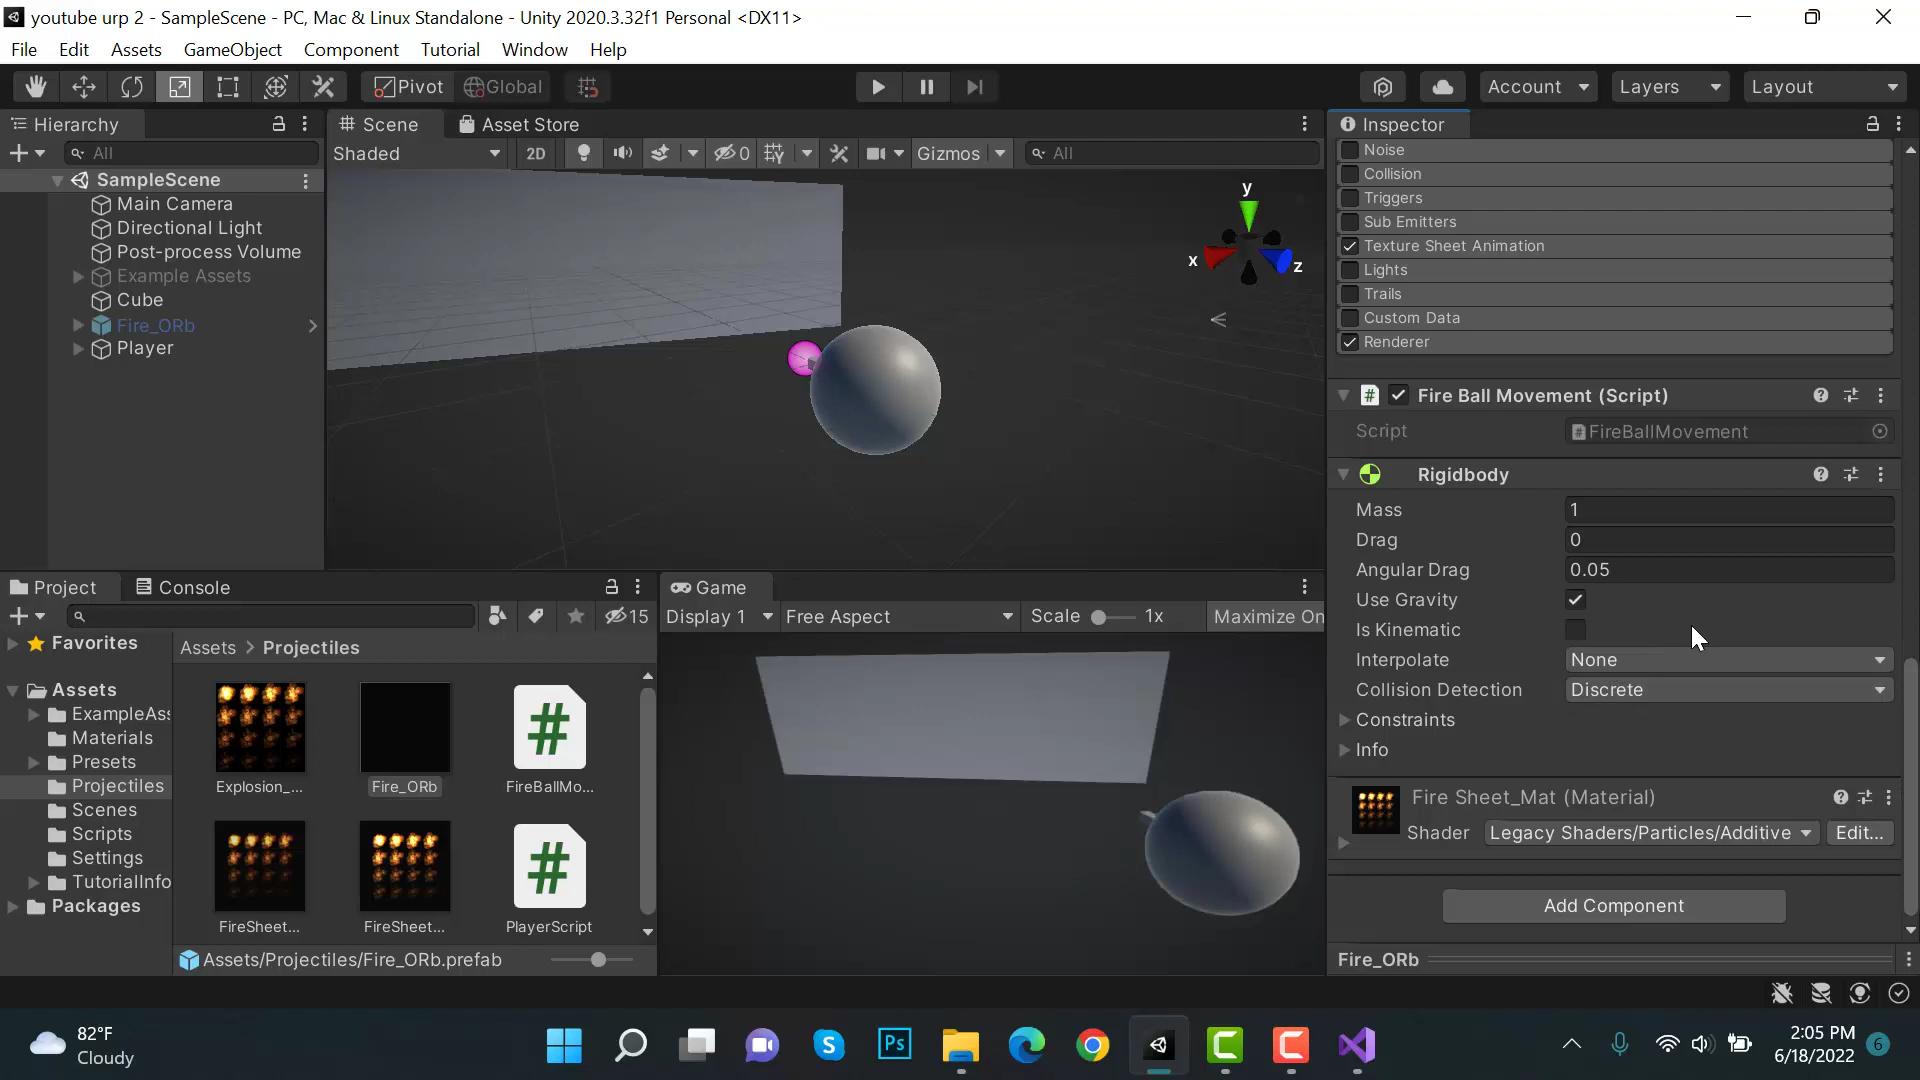 youtube urp 2 - SampleScene - PC, Mac & Linux Standalone - Unity 2020.3.32f1 Personal <DX11>
File Edit Assets GameObject Component Tutorial Window Help
Pivot Global Account Layers Layout
Hierarchy
All
SampleScene
Main Camera
Directional Light
Post-process Volume
Example Assets
Cube
Fire_ORb
Player
Scene Asset Store
Shaded 2D 0 Gizmos All
y
x
z
Project Console
15
Favorites
Assets
ExampleAss
Materials
Presets
Projectiles
Scenes
Scripts
Settings
TutorialInfo
Packages
Assets > Projectiles
Explosion_... Fire_ORb FireBallMo...
FireSheet... FireSheet... PlayerScript
Assets/Projectiles/Fire_ORb.prefab
Game
Display 1 Free Aspect Scale 1x Maximize On
Inspector
Noise
Collision
Triggers
Sub Emitters
Texture Sheet Animation
Lights
Trails
Custom Data
Renderer
Fire Ball Movement (Script)
Script FireBallMovement
Rigidbody
Mass 1
Drag 0
Angular Drag 0.05
Use Gravity
Is Kinematic
Interpolate None
Collision Detection Discrete
Constraints
Info
Fire Sheet_Mat (Material)
Shader Legacy Shaders/Particles/Additive Edit...
Add Component
Fire_ORb
82°F
Cloudy
Ps
2:05 PM
6/18/2022
6